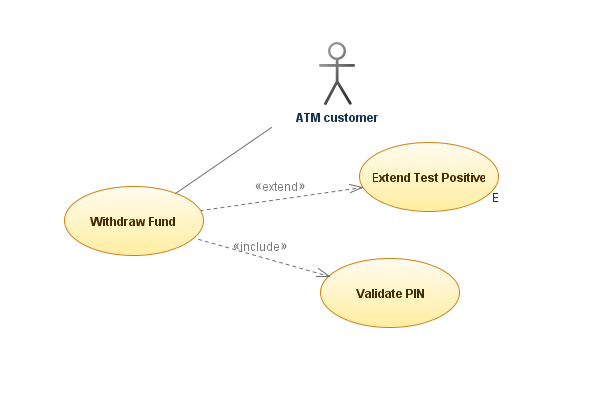 ATM customer
«extend»
Extend Test Positive
E
Withdraw Fund
«include»
Validate PIN